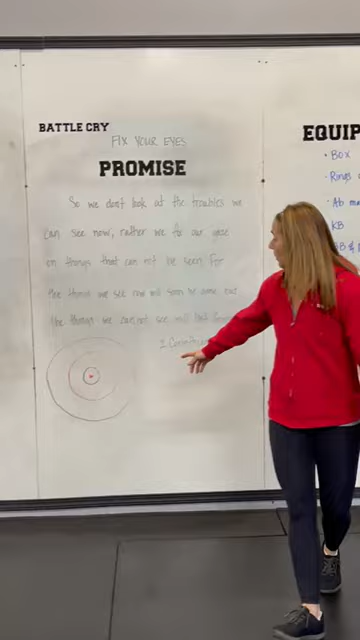 BATTLE CRY
FIX YOUR EYES
PROMISE
So we don't look at the troubles we
can see now, rather we fix our gaze
on things that can not be seen For
the things we see now will soon be gone but
the things we cannot see will last
EQUIP
• Box
• Rings
• Ab
KB